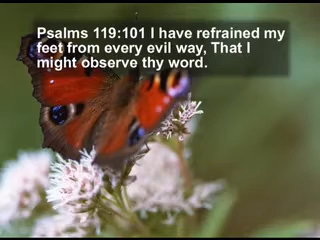 Psalms 119:101 I have refrained my
feet from every evil way, That I
might observe thy word.